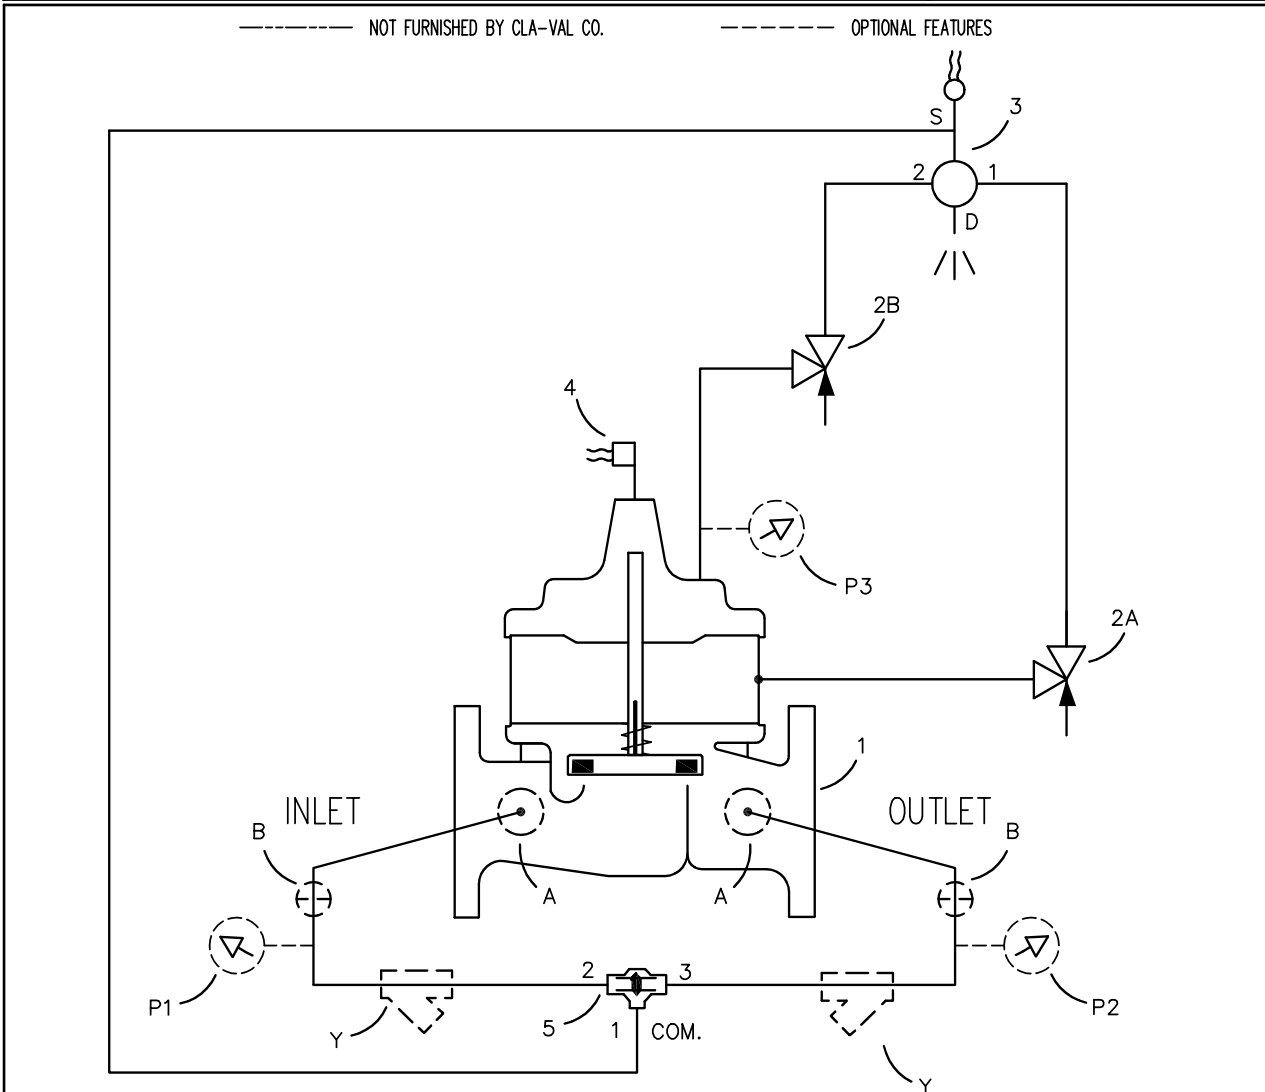 NOT FURNISHED BY CLA-VAL CO.
OPTIONAL FEATURES
S
3
2
1
D
2B
4
P3
2A
1
INLET
OUTLET
B
B
A
A
P1
2
3
P2
5
1
COM.
Y
Y